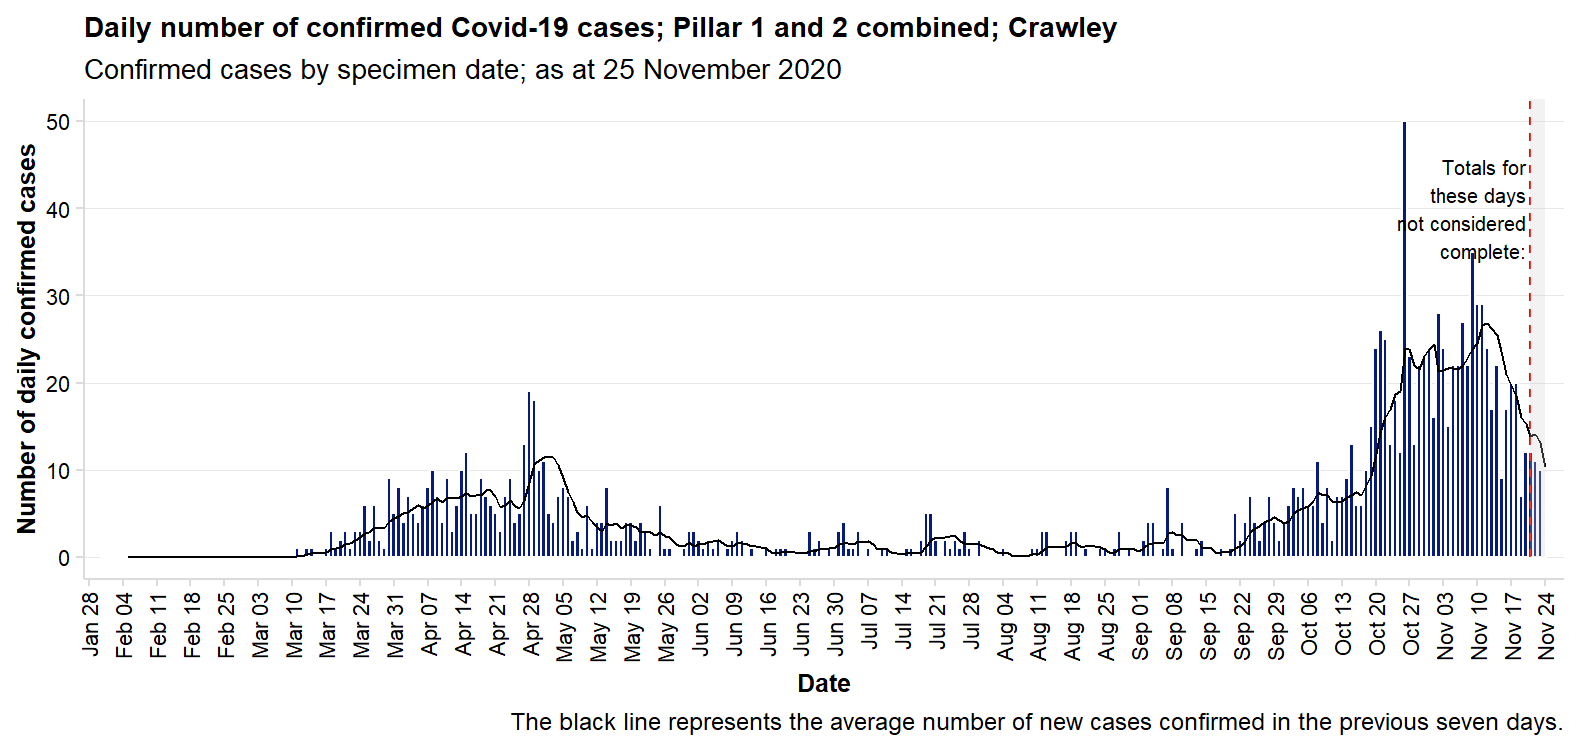 Daily number of confirmed Covid-19 cases; Pillar 1 and 2 combined; Crawley
Confirmed cases by specimen date; as at 25 November 2020
Number of daily confirmed cases
50
40
30
20
10
0
Totals for
these days
not considered
complete:
Jan 28
Feb 04
Feb 11
Feb 18
Feb 25
Mar 03
Mar 10
Mar 17
Mar 24
Mar 31
Apr 07
Apr 14
Apr 21
Apr 28
May 05
May 12
May 19
May 26
Jun 02
Jun 09
Jun 16
Jun 23
Jun 30
Jul 07
Jul 14
Jul 21
Jul 28
Aug 04
Aug 11
Aug 18
Aug 25
Sep 01
Sep 08
Sep 15
Sep 22
Sep 29
Oct 06
Oct 13
Oct 20
Oct 27
Nov 03
Nov 10
Nov 17
Nov 24
Date
The black line represents the average number of new cases confirmed in the previous seven days.